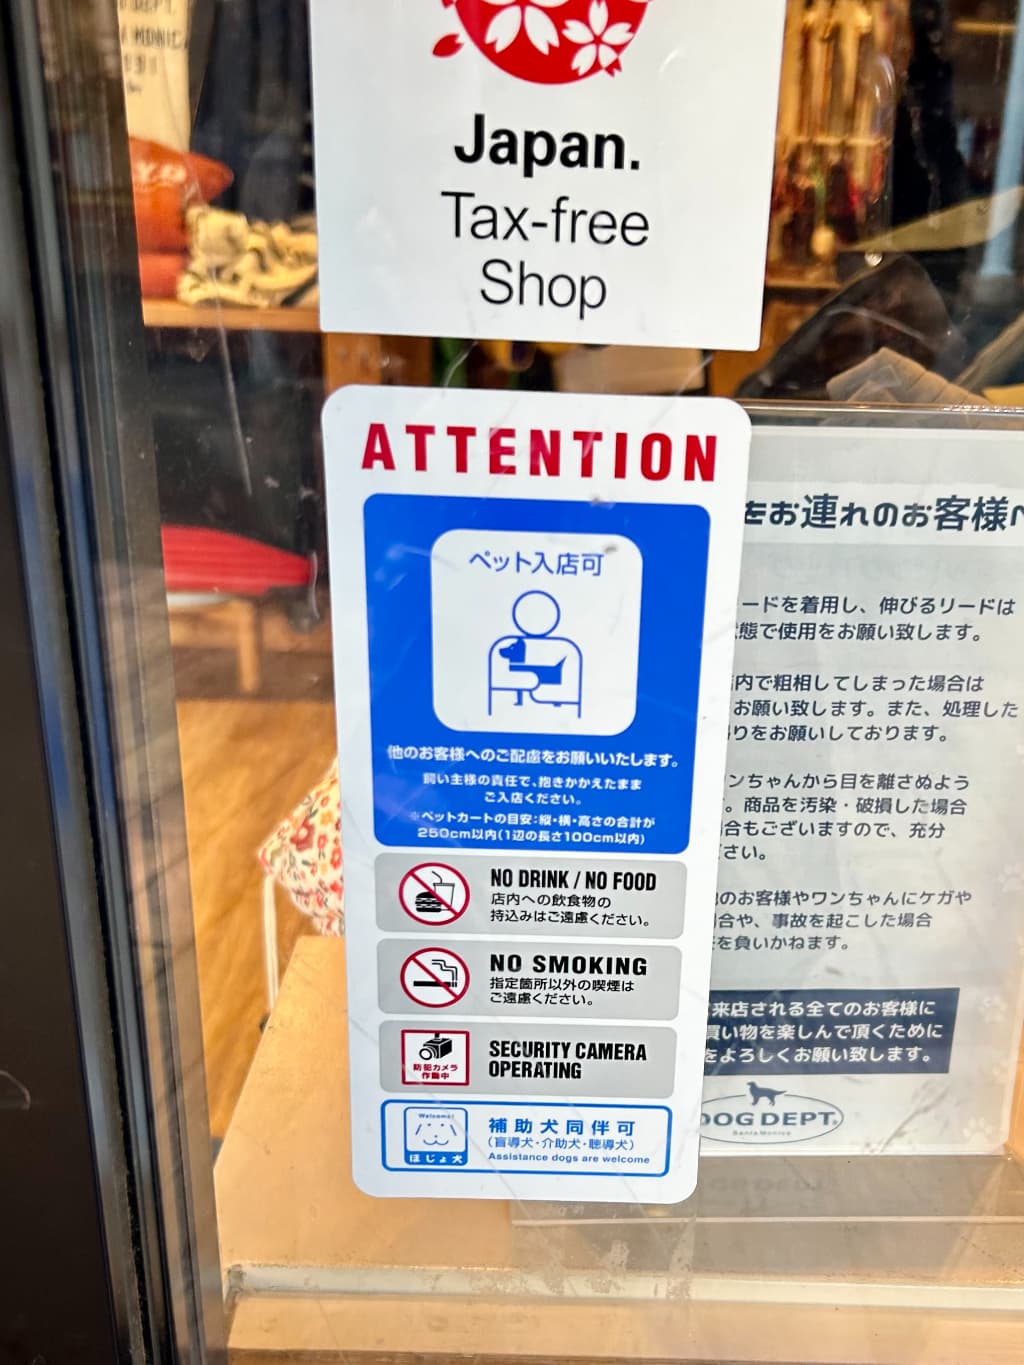 Japan.
Tax-free
Shop
ATTENTION
ペット入店可
他のお客様へのご配慮をお願いいたします。
飼い主様の責任で、抱きかかえたまま
ご入店ください。
※ペットカートの目安:縦・横・高さの合計が
250cm以内(1辺の長さ100cm以内)
NO DRINK / NO FOOD
店内への飲食物の
持込みはご遠慮ください。
NO SMOKING
指定箇所以外の喫煙は
ご遠慮ください。
防犯カメラ
作動中
SECURITY CAMERA
OPERATING
Welcome!
ほじょ犬
補助犬同伴可
(盲導犬・介助犬・聴導犬)
Assistance dogs are welcome
をお連れのお客様へ
ードを着用し、伸びるリードは
態で使用をお願い致します。
内で粗相してしまった場合は
お願い致します。また、処理した
りをお願いしております。
ンちゃんから目を離さぬよう
。商品を汚染・破損した場合
合もございますので、充分
さい。
のお客様やワンちゃんにケガや
合や、事故を起こした場合
を負いかねます。
来店される全てのお客様に
買い物を楽しんで頂くために
をよろしくお願い致します。
DOG DEPT.
Santa Monica